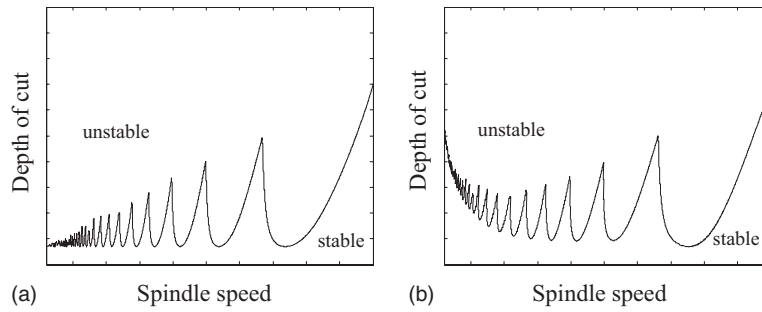 Depth of cut
unstable
stable
(a)
Spindle speed
Depth of cut
unstable
stable
(b)
Spindle speed